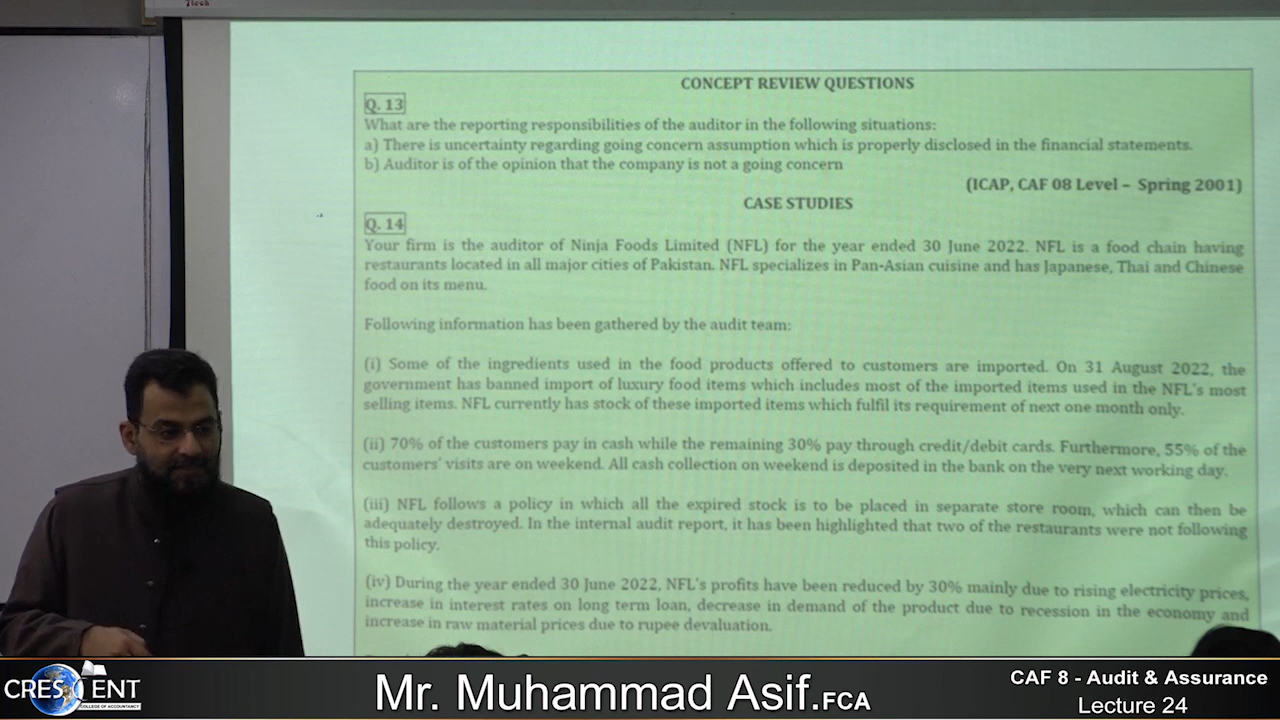 CONCEPT REVIEW QUESTIONS
Q. 13
What are the reporting responsibilities of the auditor in the following situations:
a) There is uncertainty regarding going concern assumption which is properly disclosed in the financial statements.
b) Auditor is of the opinion that the company is not a going concern
(ICAP, CAF 08 Level – Spring 2001)
CASE STUDIES
Q. 14
Your firm is the auditor of Ninja Foods Limited (NFL) for the year ended 30 June 2022. NFL is a food chain having
restaurants located in all major cities of Pakistan. NFL specializes in Pan-Asian cuisine and has Japanese, Thai and Chinese
food on its menu.
Following information has been gathered by the audit team:
(i) Some of the ingredients used in the food products offered to customers are imported. On 31 August 2022, the
government has banned import of luxury food items which includes most of the imported items used in the NFL's most
selling items. NFL currently has stock of these imported items which fulfil its requirement of next one month only.
(ii) 70% of the customers pay in cash while the remaining 30% pay through credit/debit cards. Furthermore, 55% of the
customers' visits are on weekend. All cash collection on weekend is deposited in the bank on the very next working day.
(iii) NFL follows a policy in which all the expired stock is to be placed in separate store room, which can then be
adequately destroyed. In the internal audit report, it has been highlighted that two of the restaurants were not following
this policy.
(iv) During the year ended 30 June 2022, NFL's profits have been reduced by 30% mainly due to rising electricity prices,
increase in interest rates on long term loan, decrease in demand of the product due to recession in the economy and
increase in raw material prices due to rupee devaluation.
CRESCENT
COLLEGE OF ACCOUNTANCY
Mr. Muhammad Asif.FCA
CAF 8 - Audit & Assurance
Lecture 24